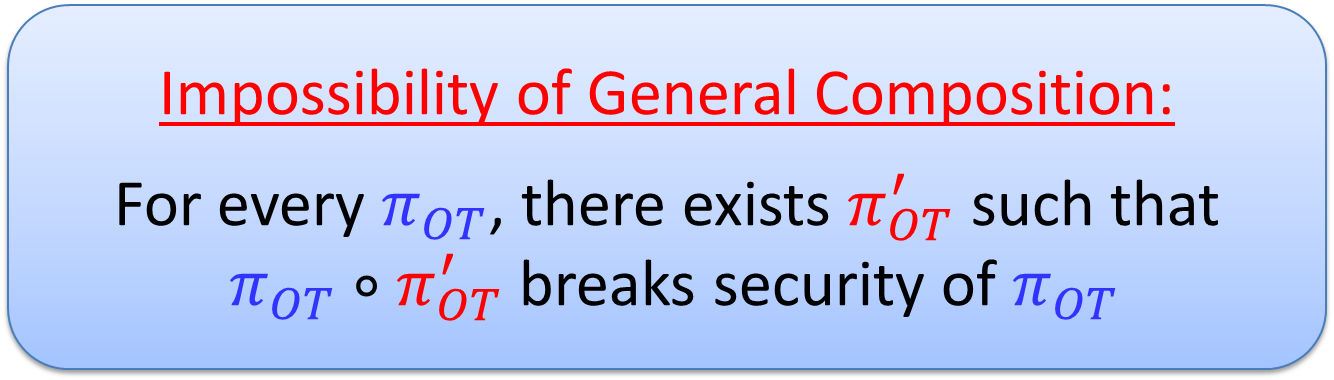 Impossibility of General Composition:
For every π_OT, there exists π′_OT such that
π_OT ∘ π′_OT breaks security of π_OT